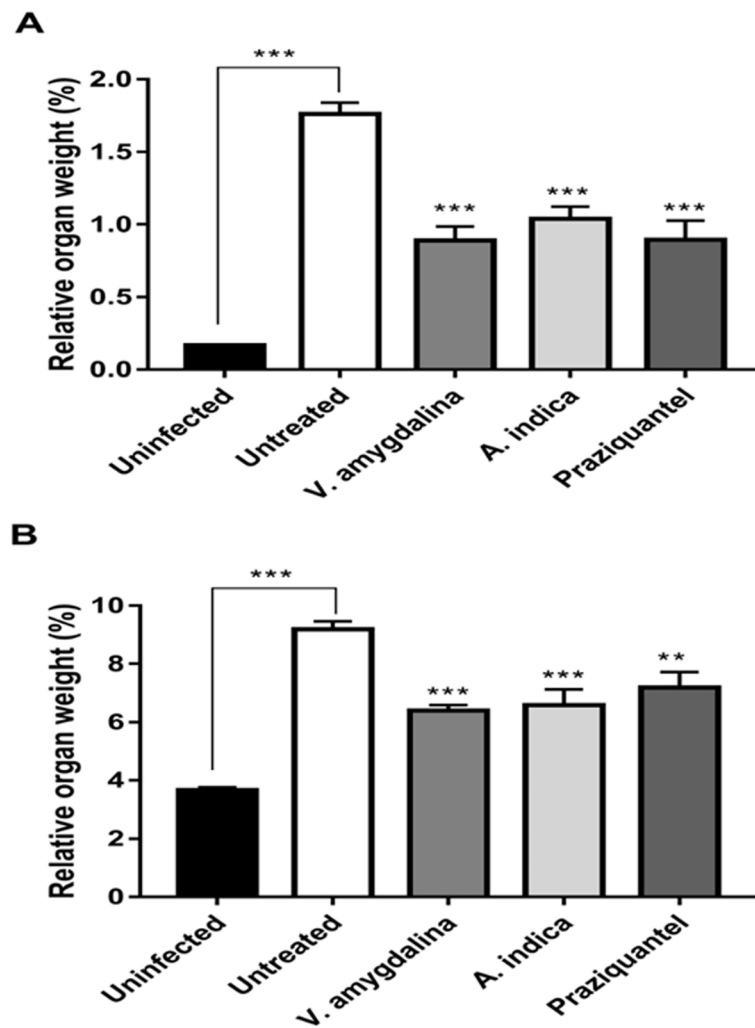 A
***
Relative organ weight (%)
2.0
1.5
1.0
0.5
0.0
***
***
***
Uninfected
Untreated
V. amygdalina
A. indica
Praziquantel
B
***
Relative organ weight (%)
10
8
6
4
2
0
***
***
**
Uninfected
Untreated
V. amygdalina
A. indica
Praziquantel